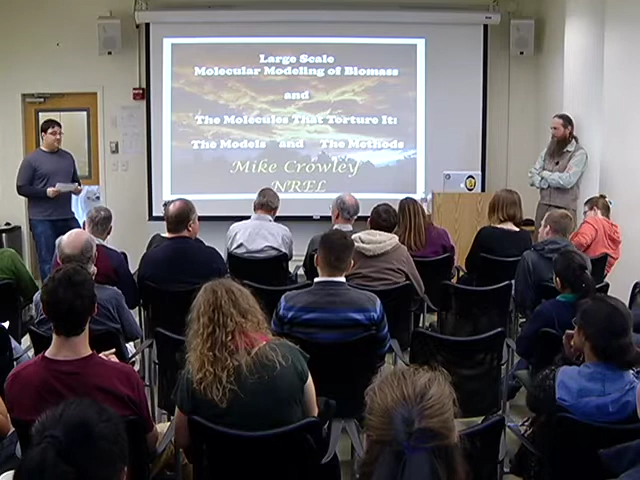 Large Scale
Molecular Modeling of Biomass
and
The Molecules That Torture It:
The Models and The Methods
Mike Crowley
NREL